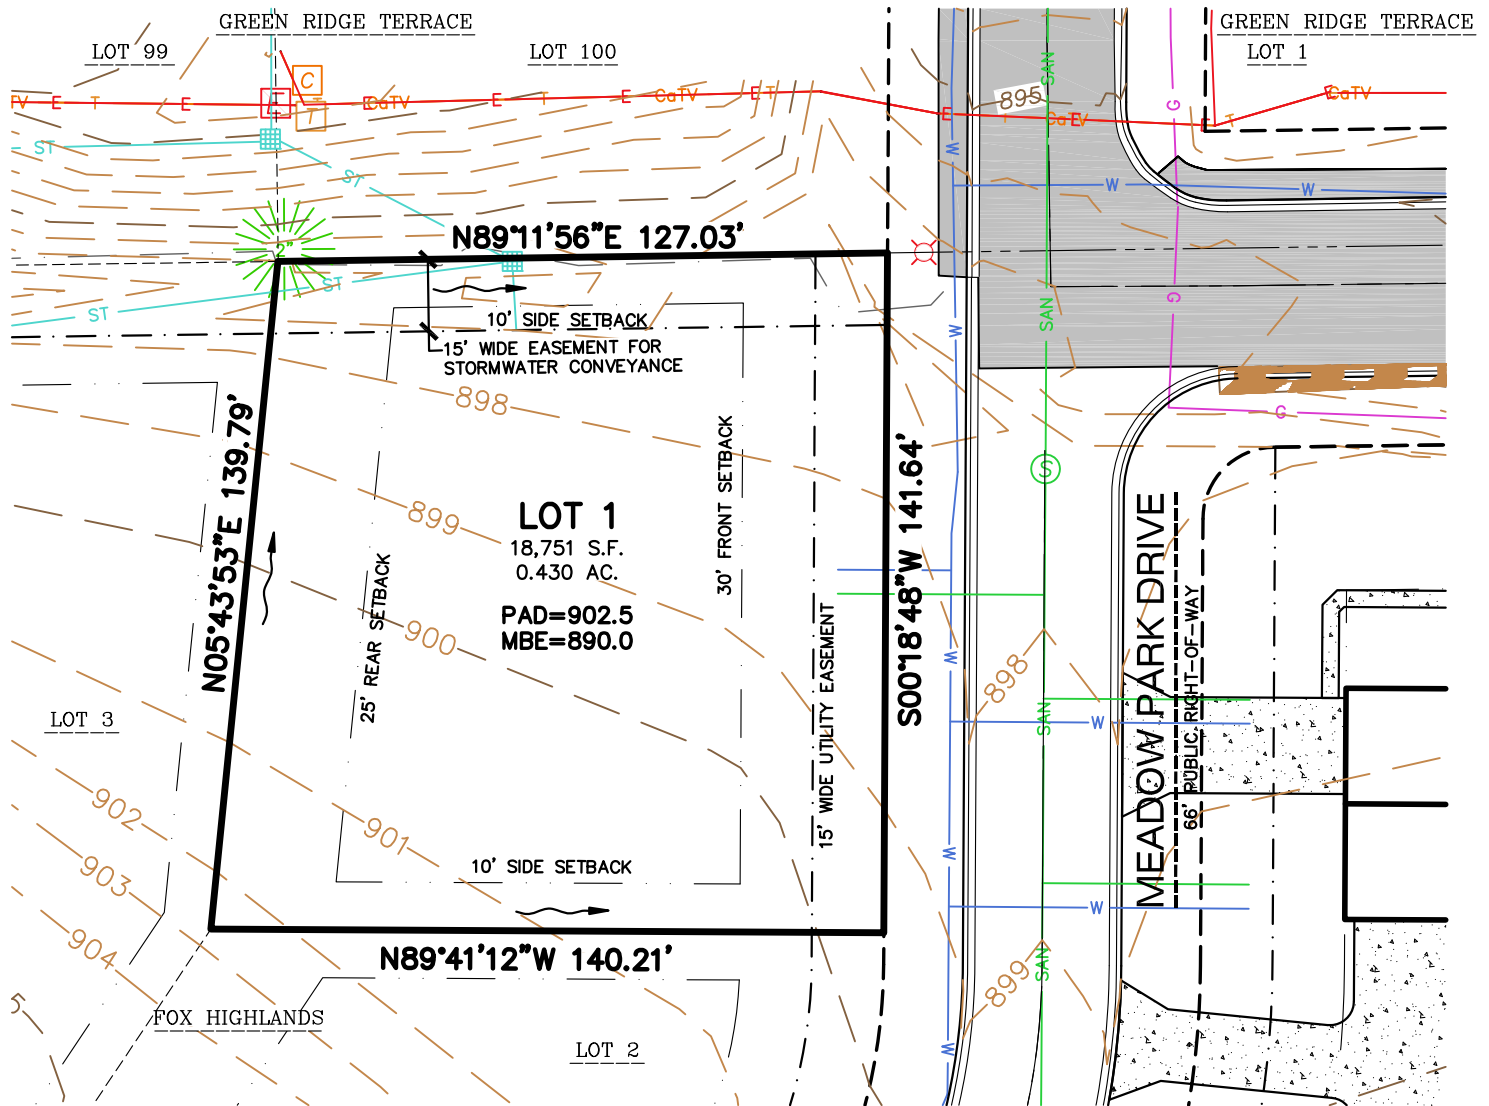 GREEN RIDGE TERRACE
GREEN RIDGE TERRACE
LOT 99
LOT 100
LOT 1
C
TV E T E E CaTV E T E CaTV E T
T
E CaTV E T
E CaTV
895
SAN
G
ST
ST
W
W
W
2"
N89°11'56"E 127.03'
ST
ST
10' SIDE SETBACK
15' WIDE EASEMENT FOR
STORMWATER CONVEYANCE
SAN
G
W
898
G
N05°43'53"E 139.79'
30' FRONT SETBACK
S00°18'48"W 141.64'
S
899
LOT 1
18,751 S.F.
0.430 AC.
PAD=902.5
MBE=890.0
900
25' REAR SETBACK
15' WIDE UTILITY EASEMENT
MEADOW PARK DRIVE
66' PUBLIC RIGHT-OF-WAY
W
898
SAN
W
LOT 3
902
901
903
904
10' SIDE SETBACK
W
W
N89°41'12"W 140.21'
899
SAN
W
5
FOX HIGHLANDS
LOT 2